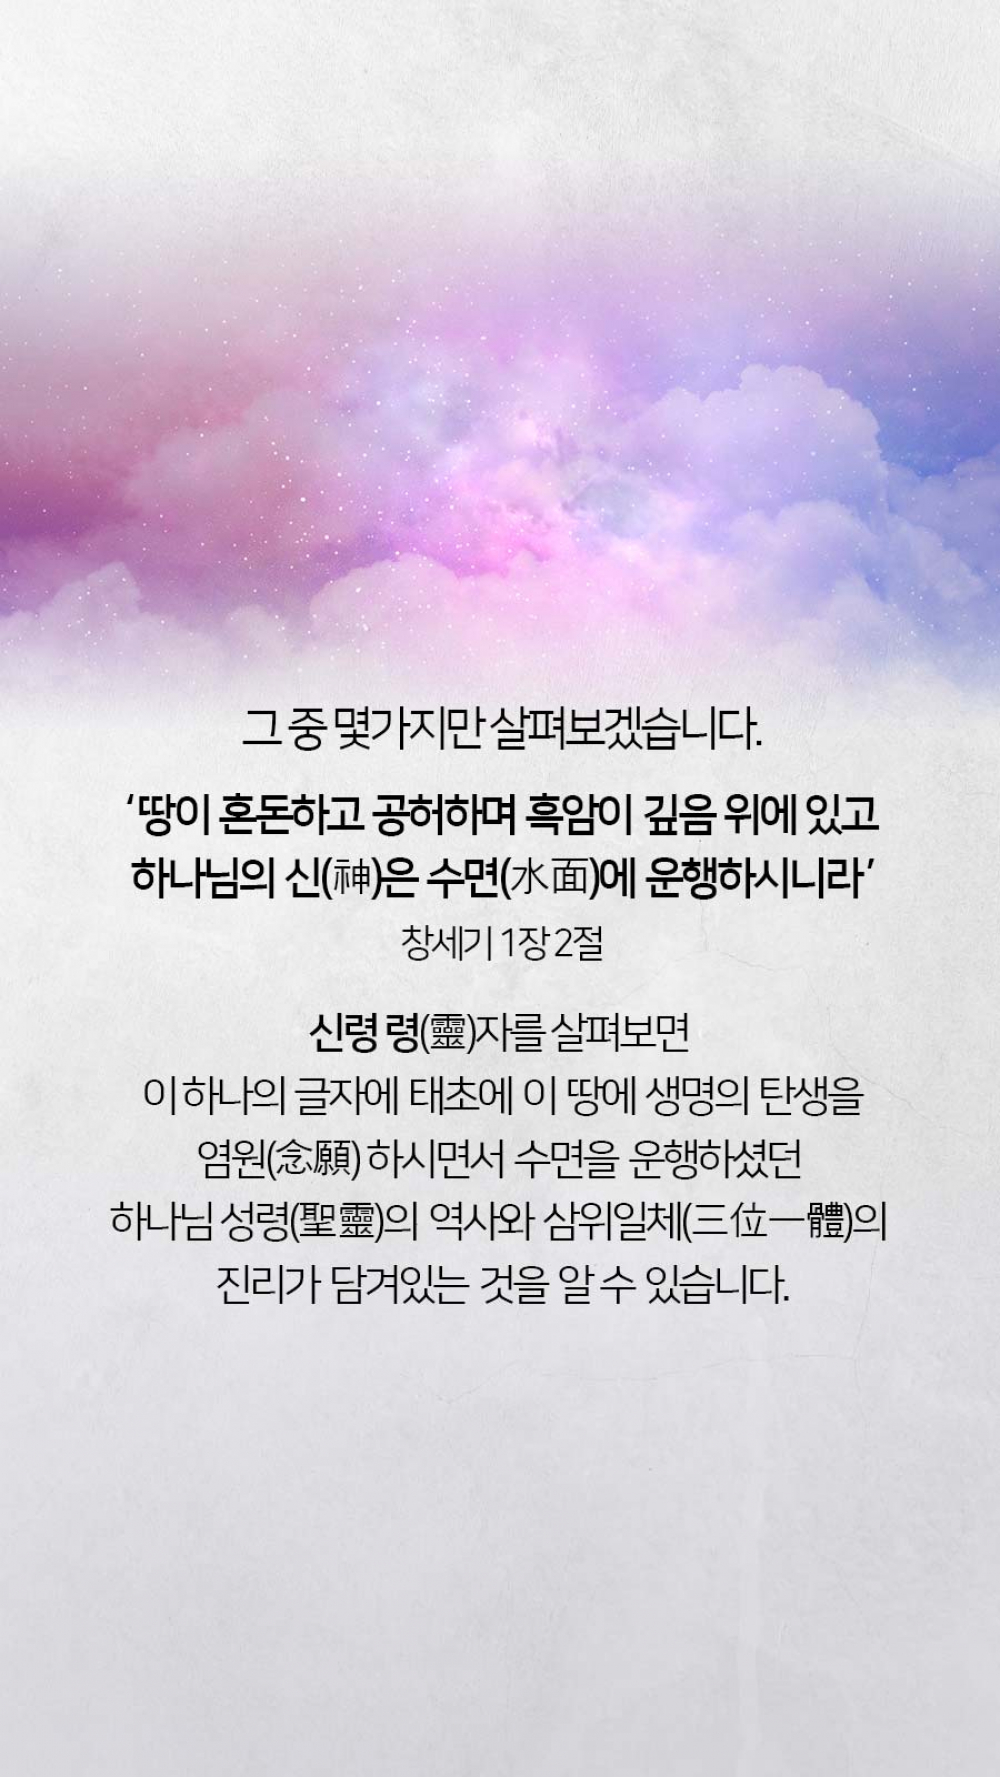 그 중 몇가지만 살펴보겠습니다.
‘땅이 혼돈하고 공허하며 흑암이 깊음 위에 있고
하나님의 신(神)은 수면(水面)에 운행하시니라’
창세기 1장 2절
신령 령(靈)자를 살펴보면
이 하나의 글자에 태초에 이 땅에 생명의 탄생을
염원(念願) 하시면서 수면을 운행하셨던
하나님 성령(聖靈)의 역사와 삼위일체(三位一體)의
진리가 담겨있는 것을 알 수 있습니다.